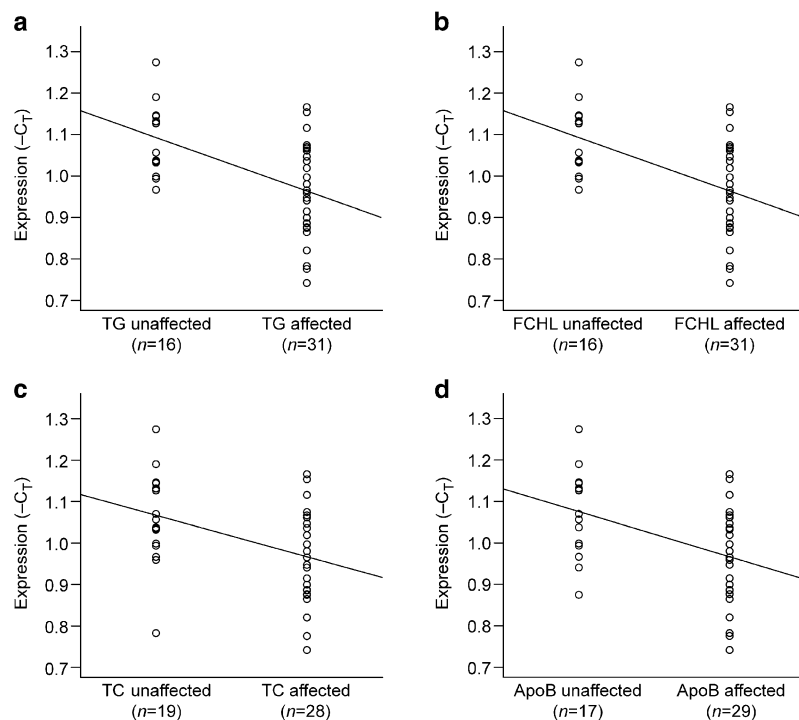 a
1.3
1.2
1.1
1.0
0.9
0.8
0.7
Expression (–CT)
TG unaffected TG affected
(n=16) (n=31)
b
1.3
1.2
1.1
1.0
0.9
0.8
0.7
Expression (–CT)
FCHL unaffected FCHL affected
(n=16) (n=31)
c
1.3
1.2
1.1
1.0
0.9
0.8
0.7
Expression (–CT)
TC unaffected TC affected
(n=19) (n=28)
d
1.3
1.2
1.1
1.0
0.9
0.8
0.7
Expression (–CT)
ApoB unaffected ApoB affected
(n=17) (n=29)